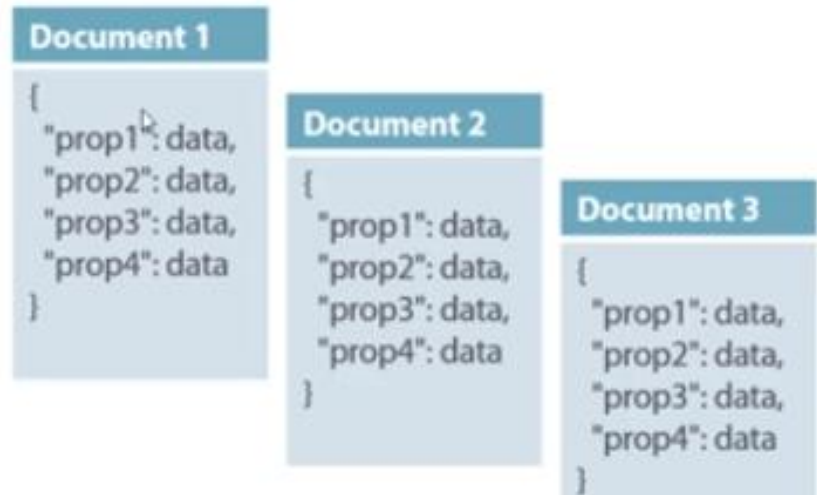 Document 1
{
"prop1": data,
"prop2": data,
"prop3": data,
"prop4": data
}
Document 2
{
"prop1": data,
"prop2": data,
"prop3": data,
"prop4": data
}
Document 3
{
"prop1": data,
"prop2": data,
"prop3": data,
"prop4": data
}